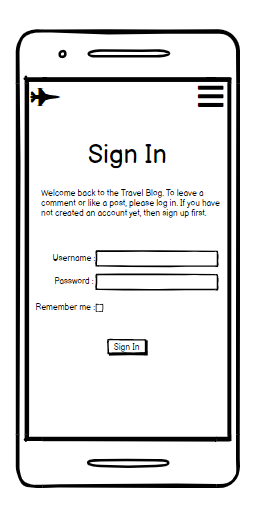 Sign In
Welcome back to the Travel Blog. To leave a
comment or like a post, please log in. If you have
not created an account yet, then sign up first.
Username :
Password :
Remember me :
Sign In